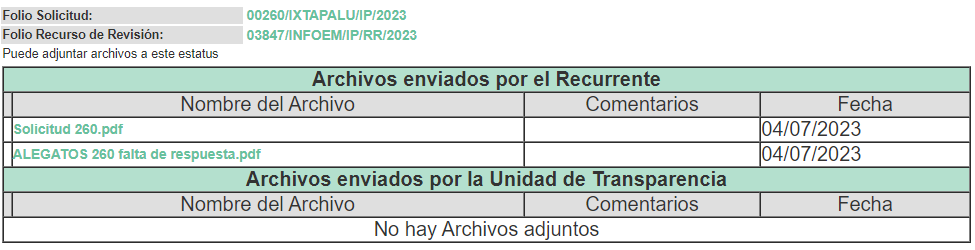 Folio Solicitud: 00260/IXTAPALU/IP/2023
Folio Recurso de Revisión: 03847/INFOEM/IP/RR/2023
Puede adjuntar archivos a este estatus
Archivos enviados por el Recurrente
Nombre del Archivo Comentarios Fecha
Solicitud 260.pdf 04/07/2023
ALEGATOS 260 falta de respuesta.pdf 04/07/2023
Archivos enviados por la Unidad de Transparencia
Nombre del Archivo Comentarios Fecha
No hay Archivos adjuntos